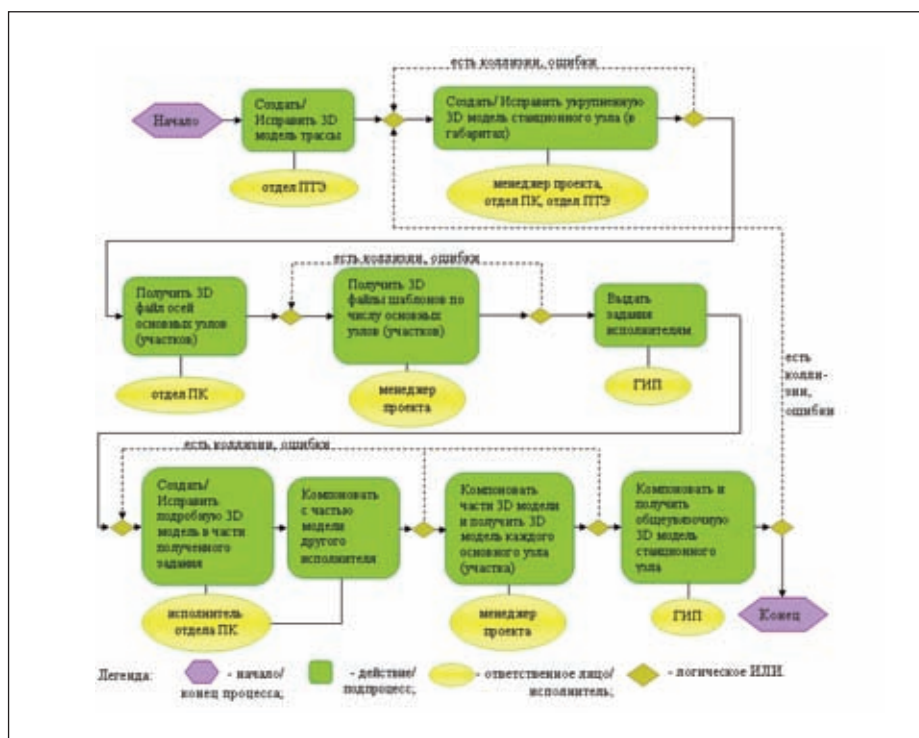 есть коллизии, ошибки
Начало
Создать/
Исправить 3D
модель трассы
Создать/ Исправить укрупненную
3D модель станционного узла (в
габаритах)
отдел ПТЭ
менеджер проекта,
отдел ПК, отдел ПТЭ
есть коллизии, ошибки
Получить 3D
файл осей
основных узлов
(участков)
Получить 3D
файлы шаблонов по
числу основных
узлов (участков)
Выдать
задания
исполнителям
отдел ПК
менеджер
проекта
ГИП
есть
колли-
зии,
ошибки
есть коллизии, ошибки
Создать/
Исправить
подробную 3D
модель в части
полученного
задания
Компоновать
с частью
модели
другого
исполнителя
Компоновать
части 3D модели
и получить 3D
модель каждого
основного узла
(участка)
Компоновать и
получить
общеувязочную
3D модель
станционного
узла
исполнитель
отдела ПК
менеджер
проекта
ГИП
Конец
Легенда:
- начало/
конец процесса;
- действие/
подпроцесс;
- ответственное лицо/
исполнитель;
- логическое ИЛИ.